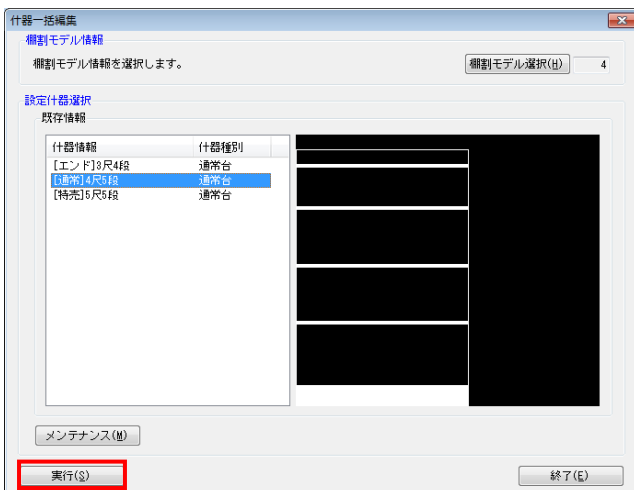 什器一括編集
棚割モデル情報
棚割モデル情報を選択します。
棚割モデル選択(H) 4
設定什器選択
既存情報
什器情報 什器種別
[エンド]3尺4段 通常台
[通常]4尺5段 通常台
[特売]5尺5段 通常台
メンテナンス(M)
実行(S) 終了(E)